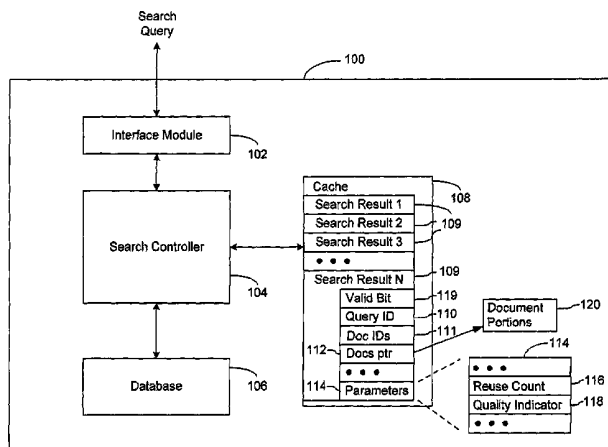 Search
Query
100
Interface Module
102
Search Controller
104
Database
106
Cache
108
Search Result 1
Search Result 2
109
Search Result 3
109
• • •
Search Result N
109
Valid Bit
119
Query ID
110
Doc IDs
111
112
Docs ptr
• • •
114
Parameters
Document
Portions
120
114
• • •
Reuse Count
116
Quality Indicator
118
• • •